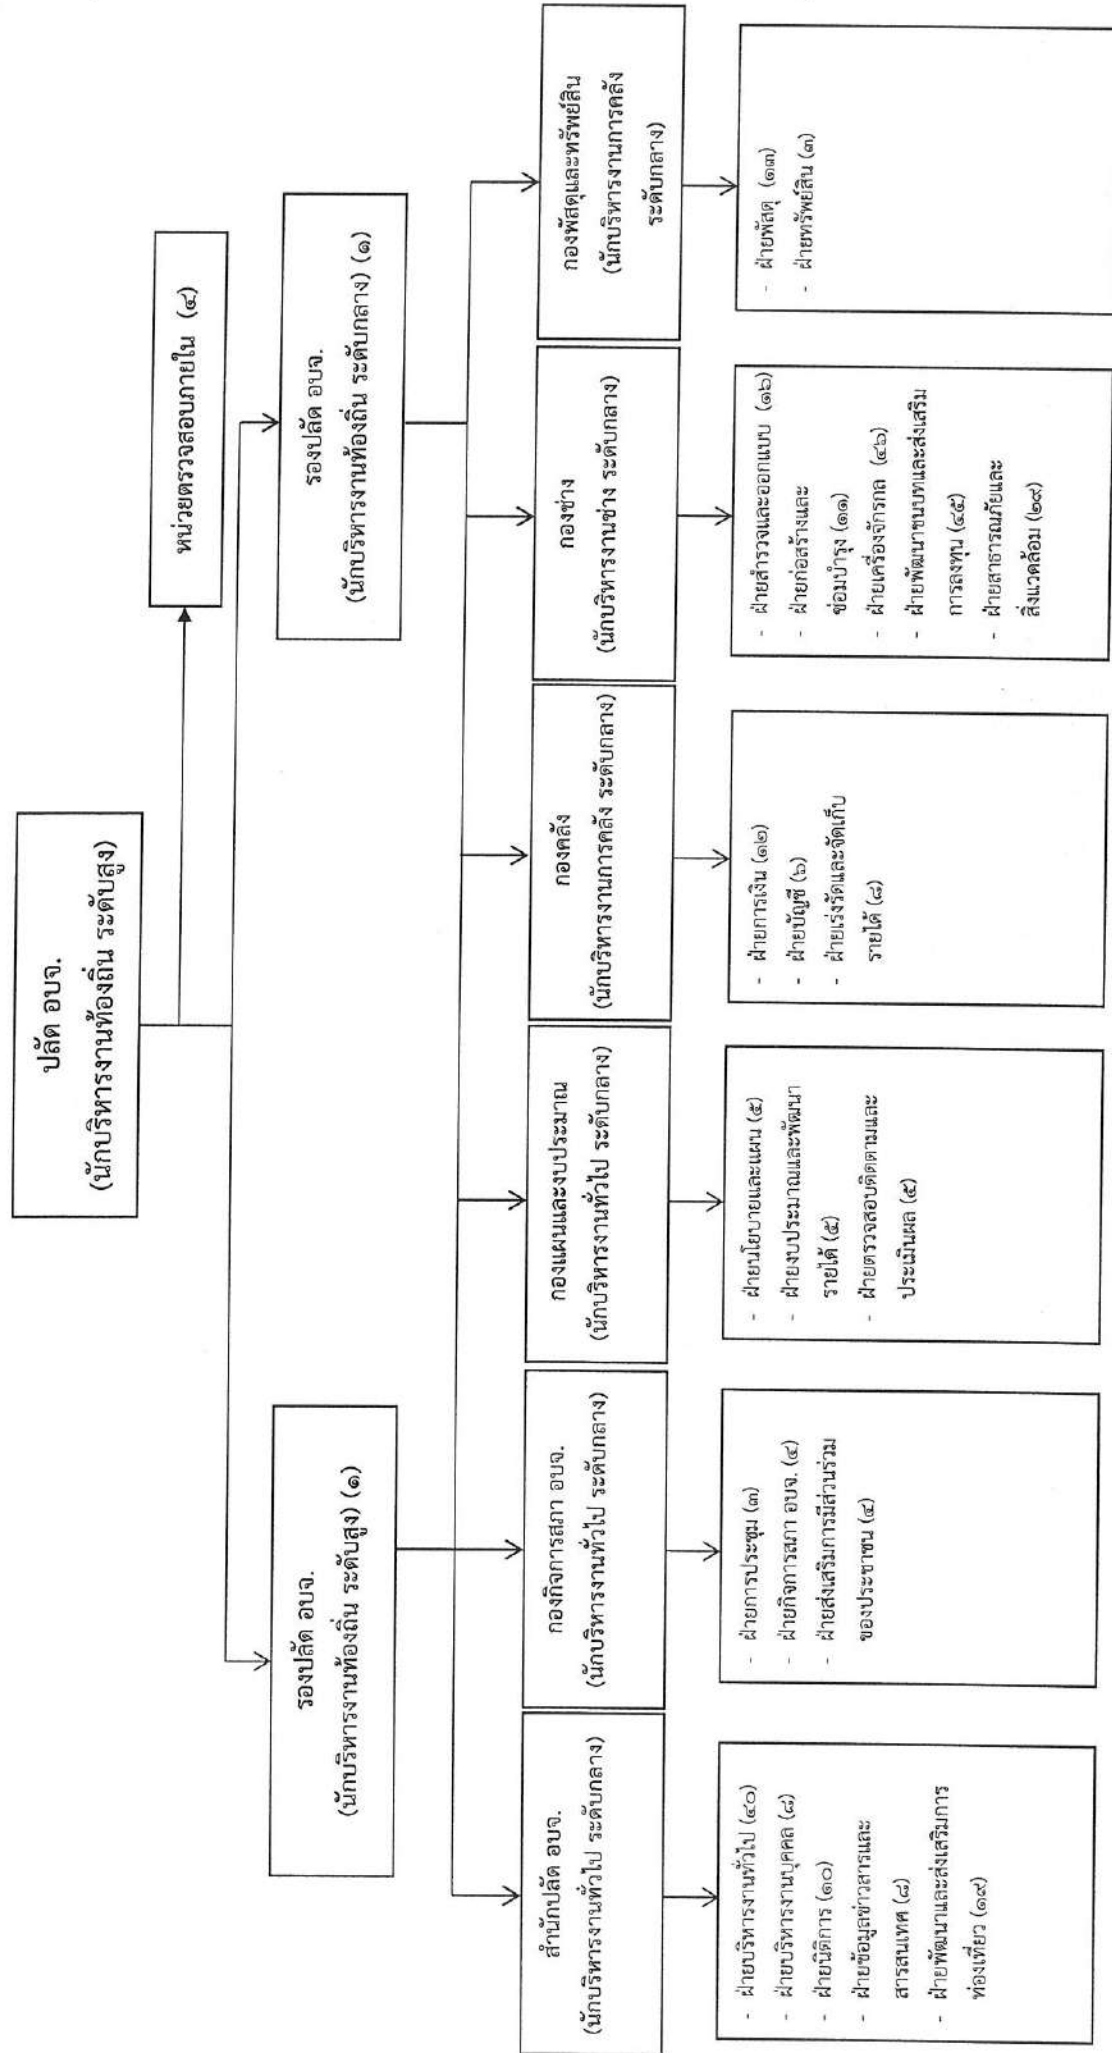 ปลัด อบจ.
(นักบริหารงานท้องถิ่น ระดับสูง)
หน่วยตรวจสอบภายใน (๔)
รองปลัด อบจ.
(นักบริหารงานท้องถิ่น ระดับสูง) (๑)
รองปลัด อบจ.
(นักบริหารงานท้องถิ่น ระดับกลาง) (๑)
สำนักปลัด อบจ.
(นักบริหารงานทั่วไป ระดับกลาง)
กองกิจการสภา อบจ.
(นักบริหารงานทั่วไป ระดับกลาง)
กองแผนและงบประมาณ
(นักบริหารงานทั่วไป ระดับกลาง)
กองคลัง
(นักบริหารงานการคลัง ระดับกลาง)
กองช่าง
(นักบริหารงานช่าง ระดับกลาง)
กองพัสดุและทรัพย์สิน
(นักบริหารงานการคลัง
ระดับกลาง)
- ฝ่ายบริหารงานทั่วไป (๔๐)
- ฝ่ายบริหารงานบุคคล (๘)
- ฝ่ายนิติการ (๑๐)
- ฝ่ายข้อมูลข่าวสารและ
สารสนเทศ (๘)
- ฝ่ายพัฒนาและส่งเสริมการ
ท่องเที่ยว (๑๙)
- ฝ่ายการประชุม (๓)
- ฝ่ายกิจการสภา อบจ. (๔)
- ฝ่ายส่งเสริมการมีส่วนร่วม
ของประชาชน (๔)
- ฝ่ายนโยบายและแผน (๕)
- ฝ่ายงบประมาณและพัฒนา
รายได้ (๕)
- ฝ่ายตรวจสอบติดตามและ
ประเมินผล (๕)
- ฝ่ายการเงิน (๑๒)
- ฝ่ายบัญชี (๖)
- ฝ่ายเร่งรัดและจัดเก็บ
รายได้ (๘)
- ฝ่ายสำรวจและออกแบบ (๑๖)
- ฝ่ายก่อสร้างและ
ซ่อมบำรุง (๑๑)
- ฝ่ายเครื่องจักรกล (๔๖)
- ฝ่ายพัฒนาชนบทและส่งเสริม
การลงทุน (๔๕)
- ฝ่ายสาธารณภัยและ
สิ่งแวดล้อม (๒๙)
- ฝ่ายพัสดุ (๑๓)
- ฝ่ายทรัพย์สิน (๓)